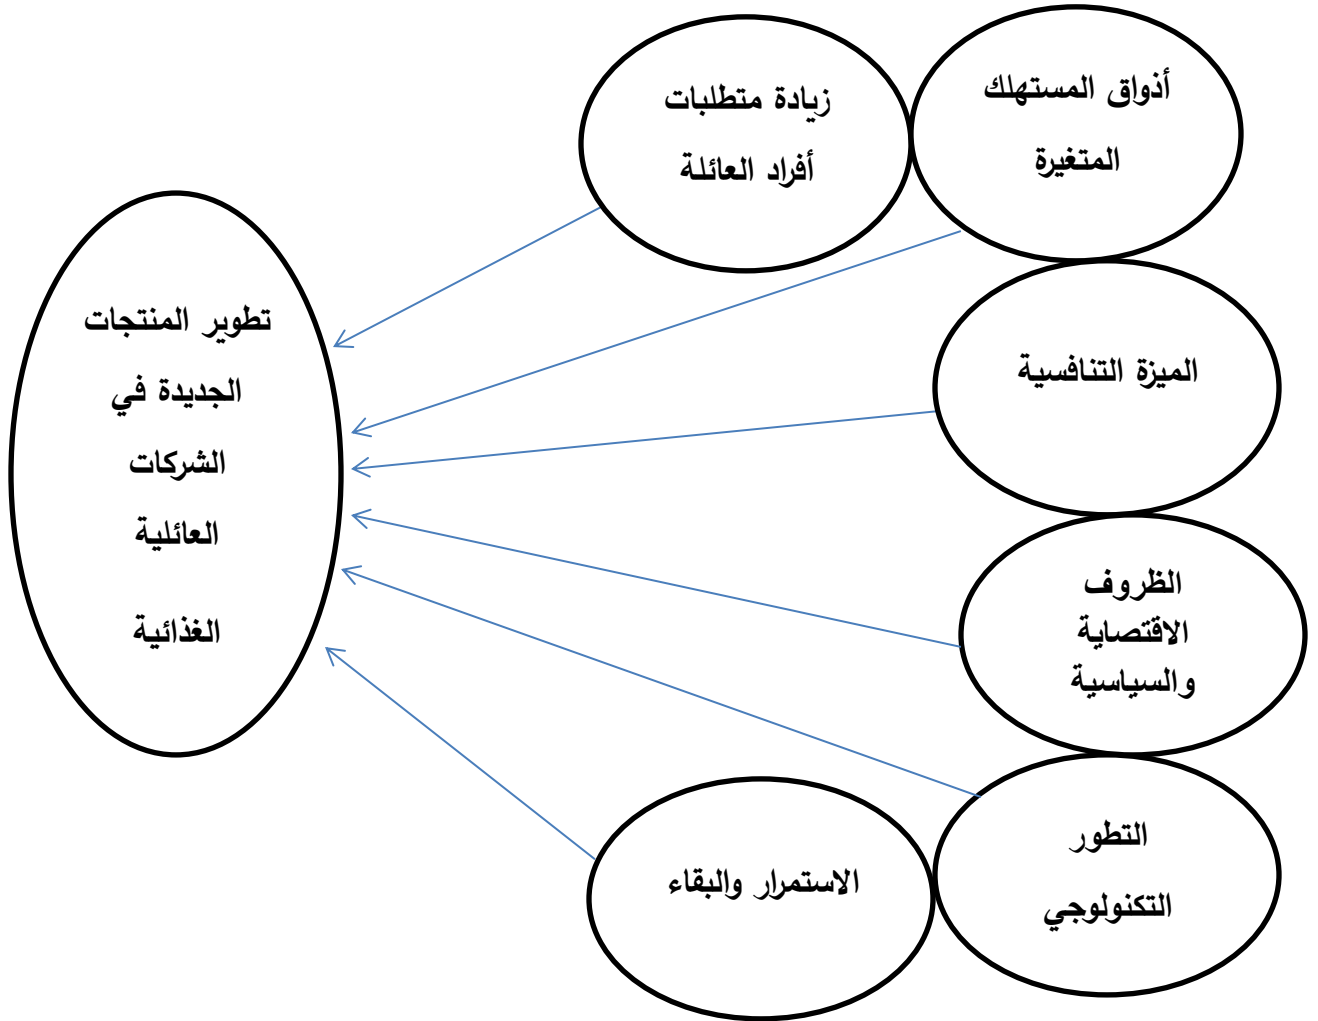 أذواق المستهلك
المتغيرة
زيادة متطلبات
أفراد العائلة
الميزة التنافسية
الظروف
الاقتصاية
والسياسية
التطور
التكنولوجي
الاستمرار والبقاء
تطوير المنتجات
الجديدة في
الشركات
العائلية
الغذائية